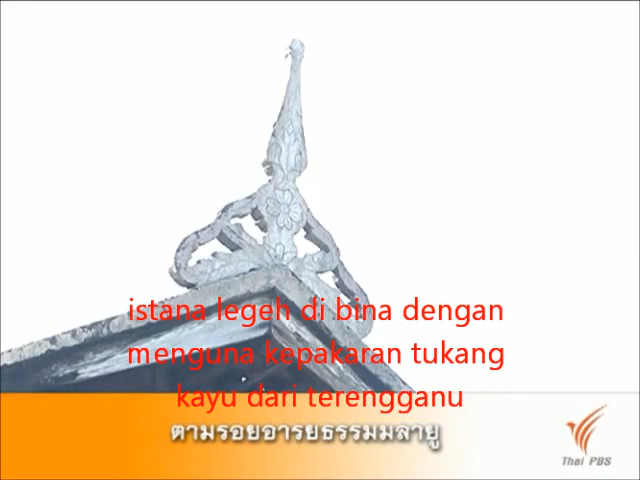 istana legeh di bina dengan
menguna kepakaran tukang
kayu dari terengganu
ตามรอยอารยธรรมมลายู
Thai PBS